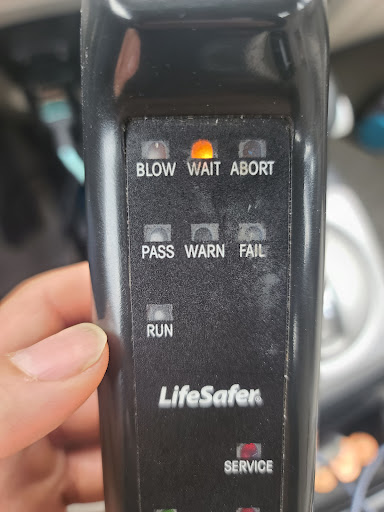 BLOW WAIT ABORT
PASS WARN FAIL
RUN
LifeSafer
SERVICE